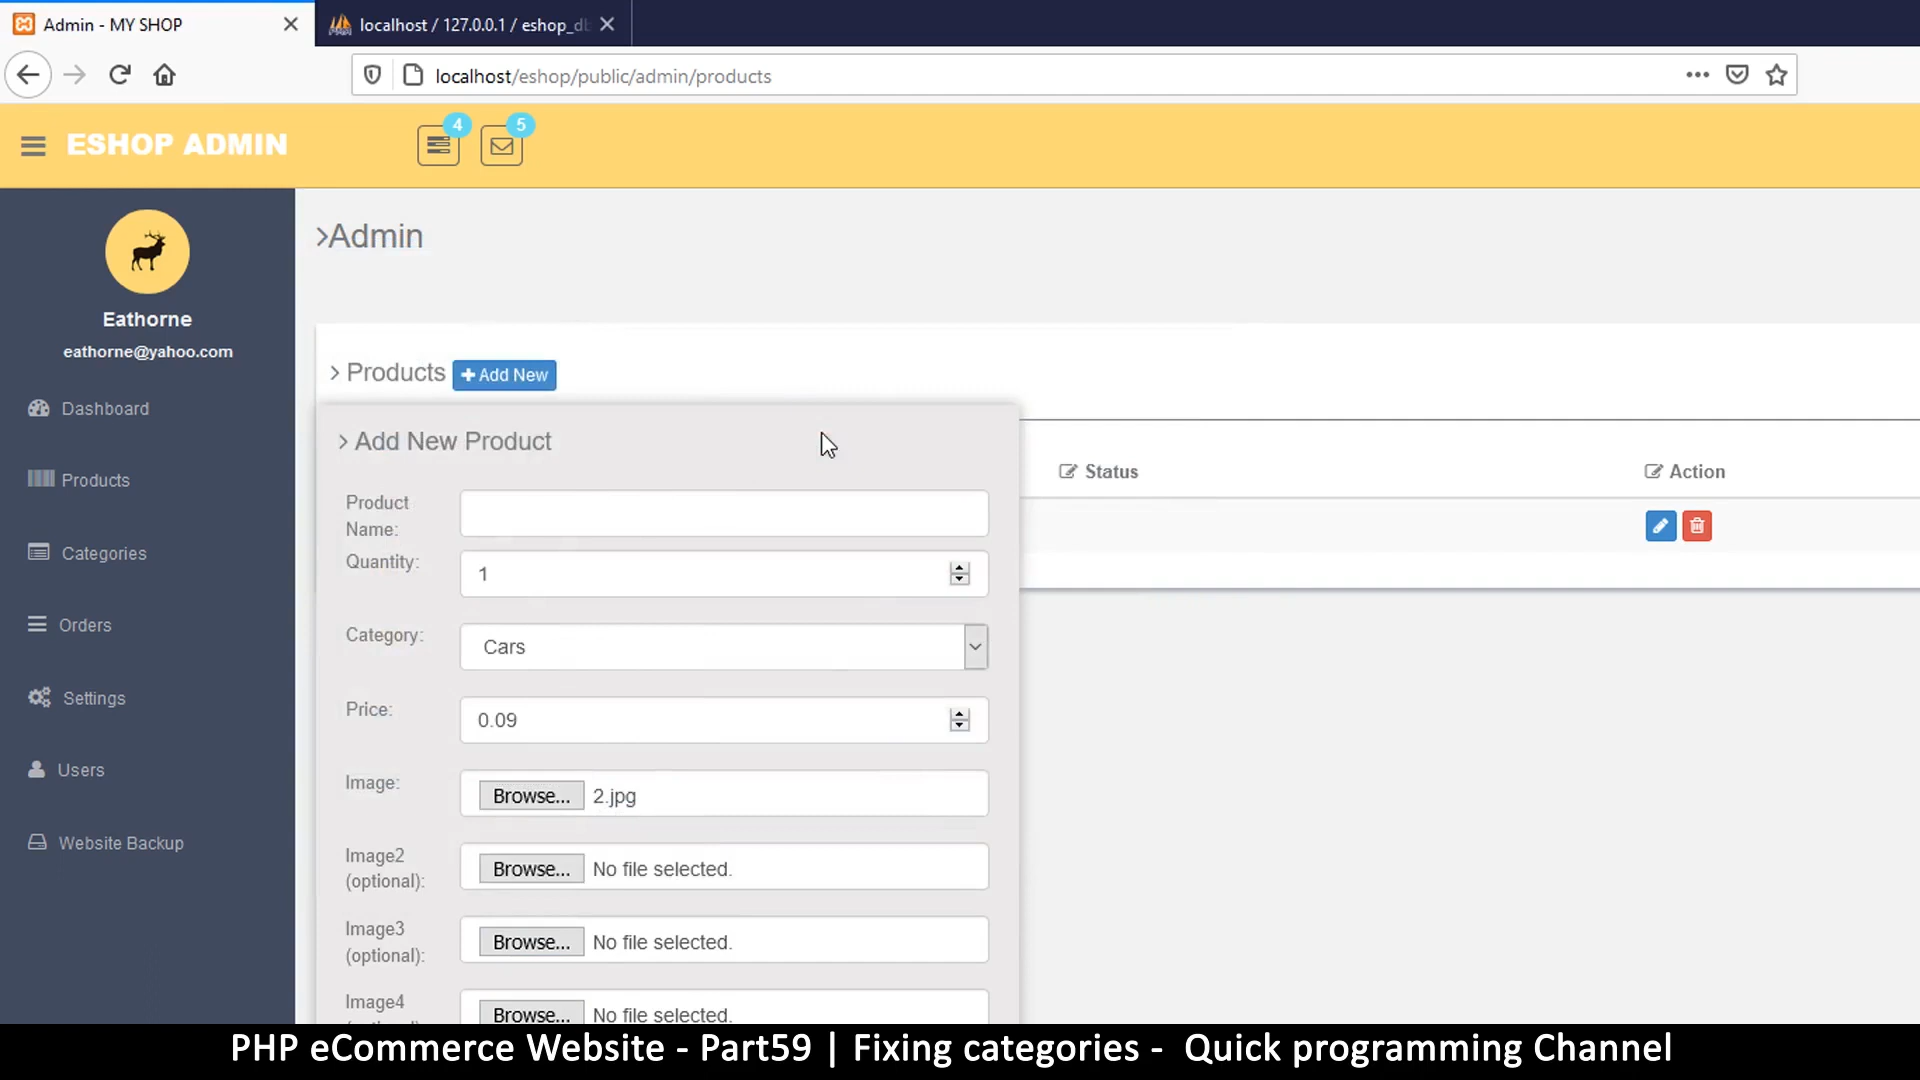 Admin - MY SHOP
localhost / 127.0.0.1 / eshop_d
localhost/eshop/public/admin/products
ESHOP ADMIN
4
5
>Admin
Eathorne
eathorne@yahoo.com
Dashboard
Products
Categories
Orders
Settings
Users
Website Backup
> Products
+ Add New
> Add New Product
Status
Action
Product Name:
Quantity:
1
Category:
Cars
Price:
0.09
Image:
Browse... 2.jpg
Image2 (optional):
Browse... No file selected.
Image3 (optional):
Browse... No file selected.
Image4
Browse... No file selected.
PHP eCommerce Website - Part59 | Fixing categories - Quick programming Channel